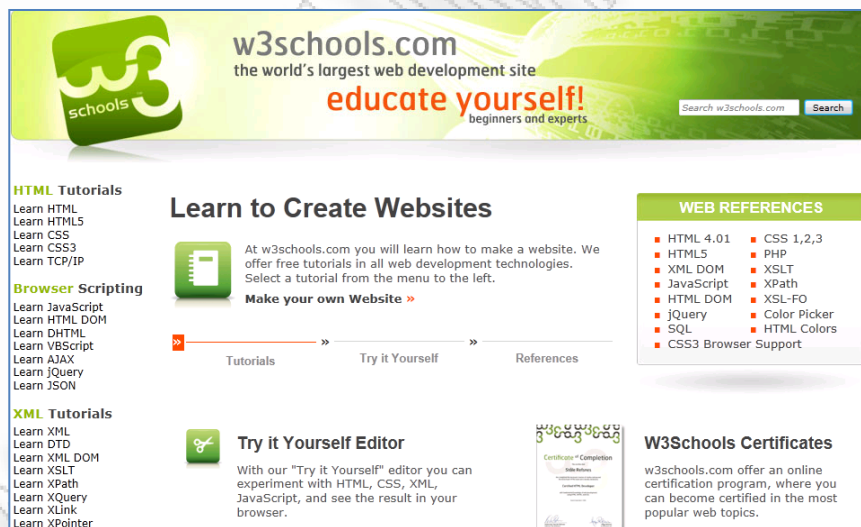 w3
schools
w3schools.com
the world's largest web development site
educate yourself!
beginners and experts
Search w3schools.com
Search
HTML Tutorials
Learn HTML
Learn HTML5
Learn CSS
Learn CSS3
Learn TCP/IP
Browser Scripting
Learn JavaScript
Learn HTML DOM
Learn DHTML
Learn VBScript
Learn AJAX
Learn jQuery
Learn JSON
XML Tutorials
Learn XML
Learn DTD
Learn XML DOM
Learn XSLT
Learn XPath
Learn XQuery
Learn XLink
Learn XPointer
Learn to Create Websites
At w3schools.com you will learn how to make a website. We
offer free tutorials in all web development technologies.
Select a tutorial from the menu to the left.
Make your own Website »
» » »
Tutorials Try it Yourself References
Try it Yourself Editor
With our "Try it Yourself" editor you can
experiment with HTML, CSS, XML,
JavaScript, and see the result in your
browser.
WEB REFERENCES
HTML 4.01 CSS 1,2,3
HTML5 PHP
XML DOM XSLT
JavaScript XPath
HTML DOM XSL-FO
jQuery Color Picker
SQL HTML Colors
CSS3 Browser Support
Certificate of Completion
W3Schools Certificates
w3schools.com offer an online
certification program, where you
can become certified in the most
popular web topics.